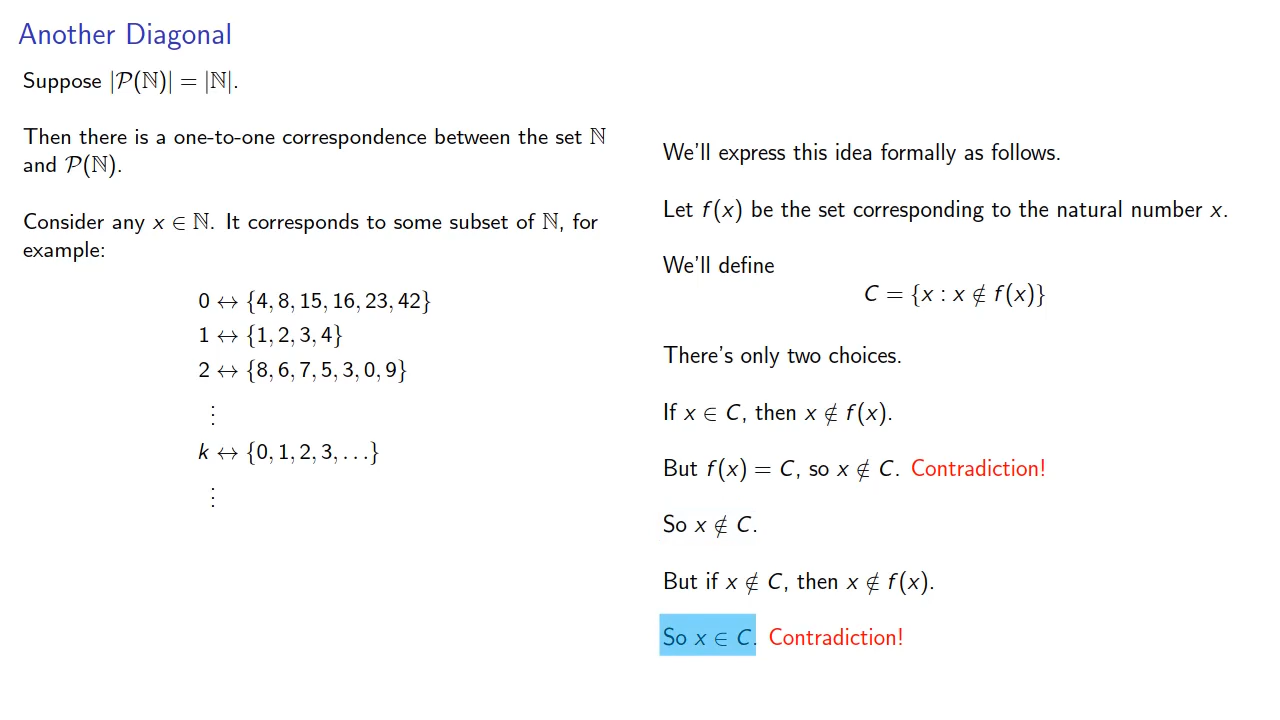 Another Diagonal
Suppose |𝒫(ℕ)| = |ℕ|.
Then there is a one-to-one correspondence between the set ℕ
and 𝒫(ℕ).
Consider any x ∈ ℕ. It corresponds to some subset of ℕ, for
example:
0 ↔ {4, 8, 15, 16, 23, 42}
1 ↔ {1, 2, 3, 4}
2 ↔ {8, 6, 7, 5, 3, 0, 9}
⋮
k ↔ {0, 1, 2, 3, . . .}
⋮
We'll express this idea formally as follows.
Let f(x) be the set corresponding to the natural number x.
We'll define
C = {x : x ∉ f(x)}
There's only two choices.
If x ∈ C, then x ∉ f(x).
But f(x) = C, so x ∉ C. Contradiction!
So x ∉ C.
But if x ∉ C, then x ∉ f(x).
So x ∈ C. Contradiction!